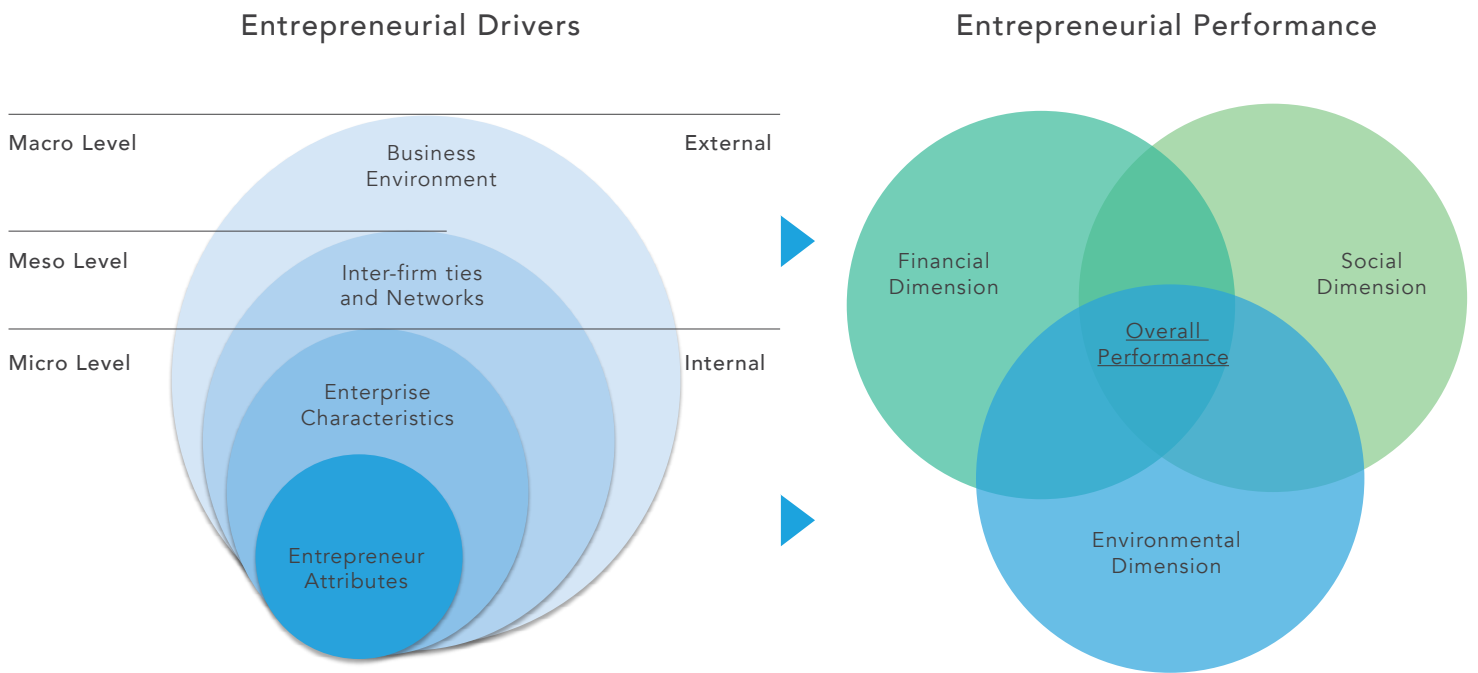 Entrepreneurial Drivers
Entrepreneurial Performance
Macro Level
External
Business
Environment
Meso Level
Inter-firm ties
and Networks
Micro Level
Internal
Enterprise
Characteristics
Entrepreneur
Attributes
Financial
Dimension
Social
Dimension
Overall
Performance
Environmental
Dimension